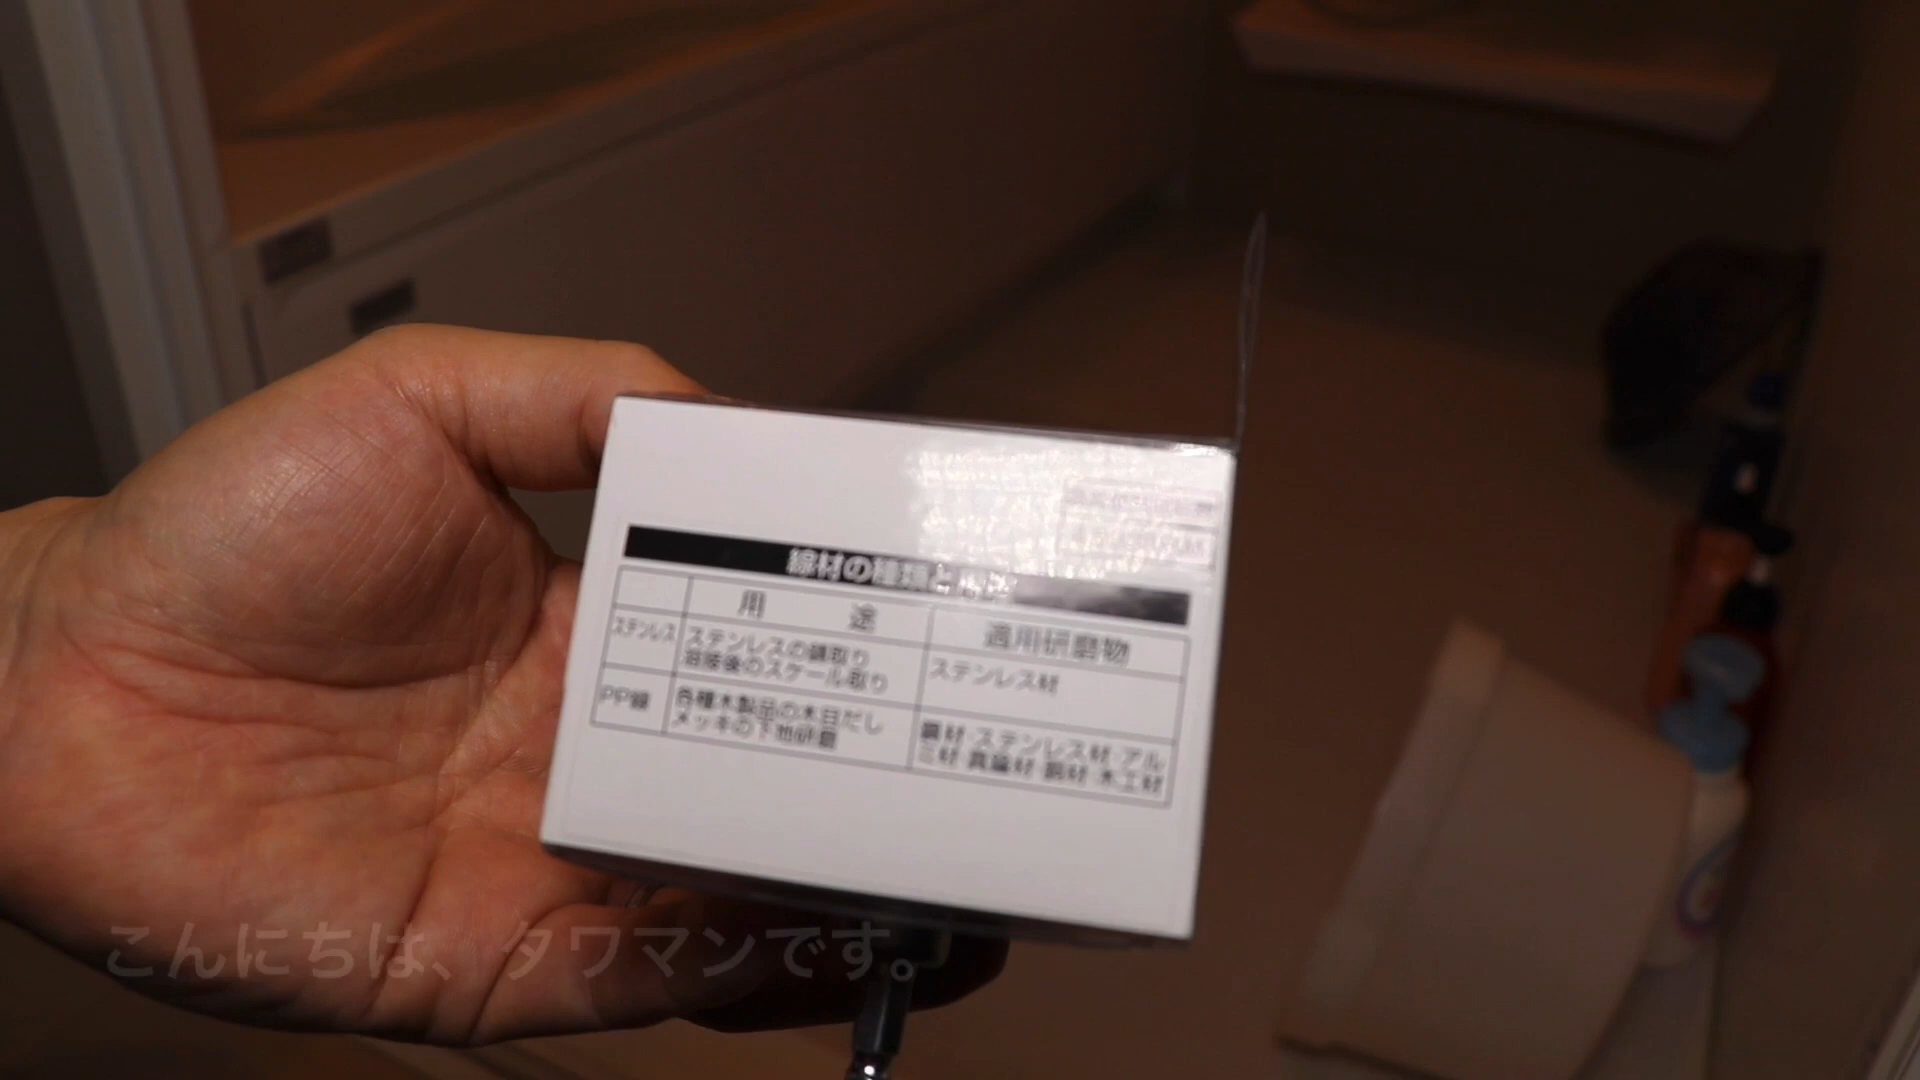 線材の種類と用途
用 途
適用研磨物
ステンレス
ステンレスの錆取り
溶接後のスケール取り
ステンレス材
PP線
各種木製品の木目だし
メッキの下地研磨
鋼材 ステンレス材 アル
ミ材 真鍮材 銅材 木工材
こんにちは、タワマンです。